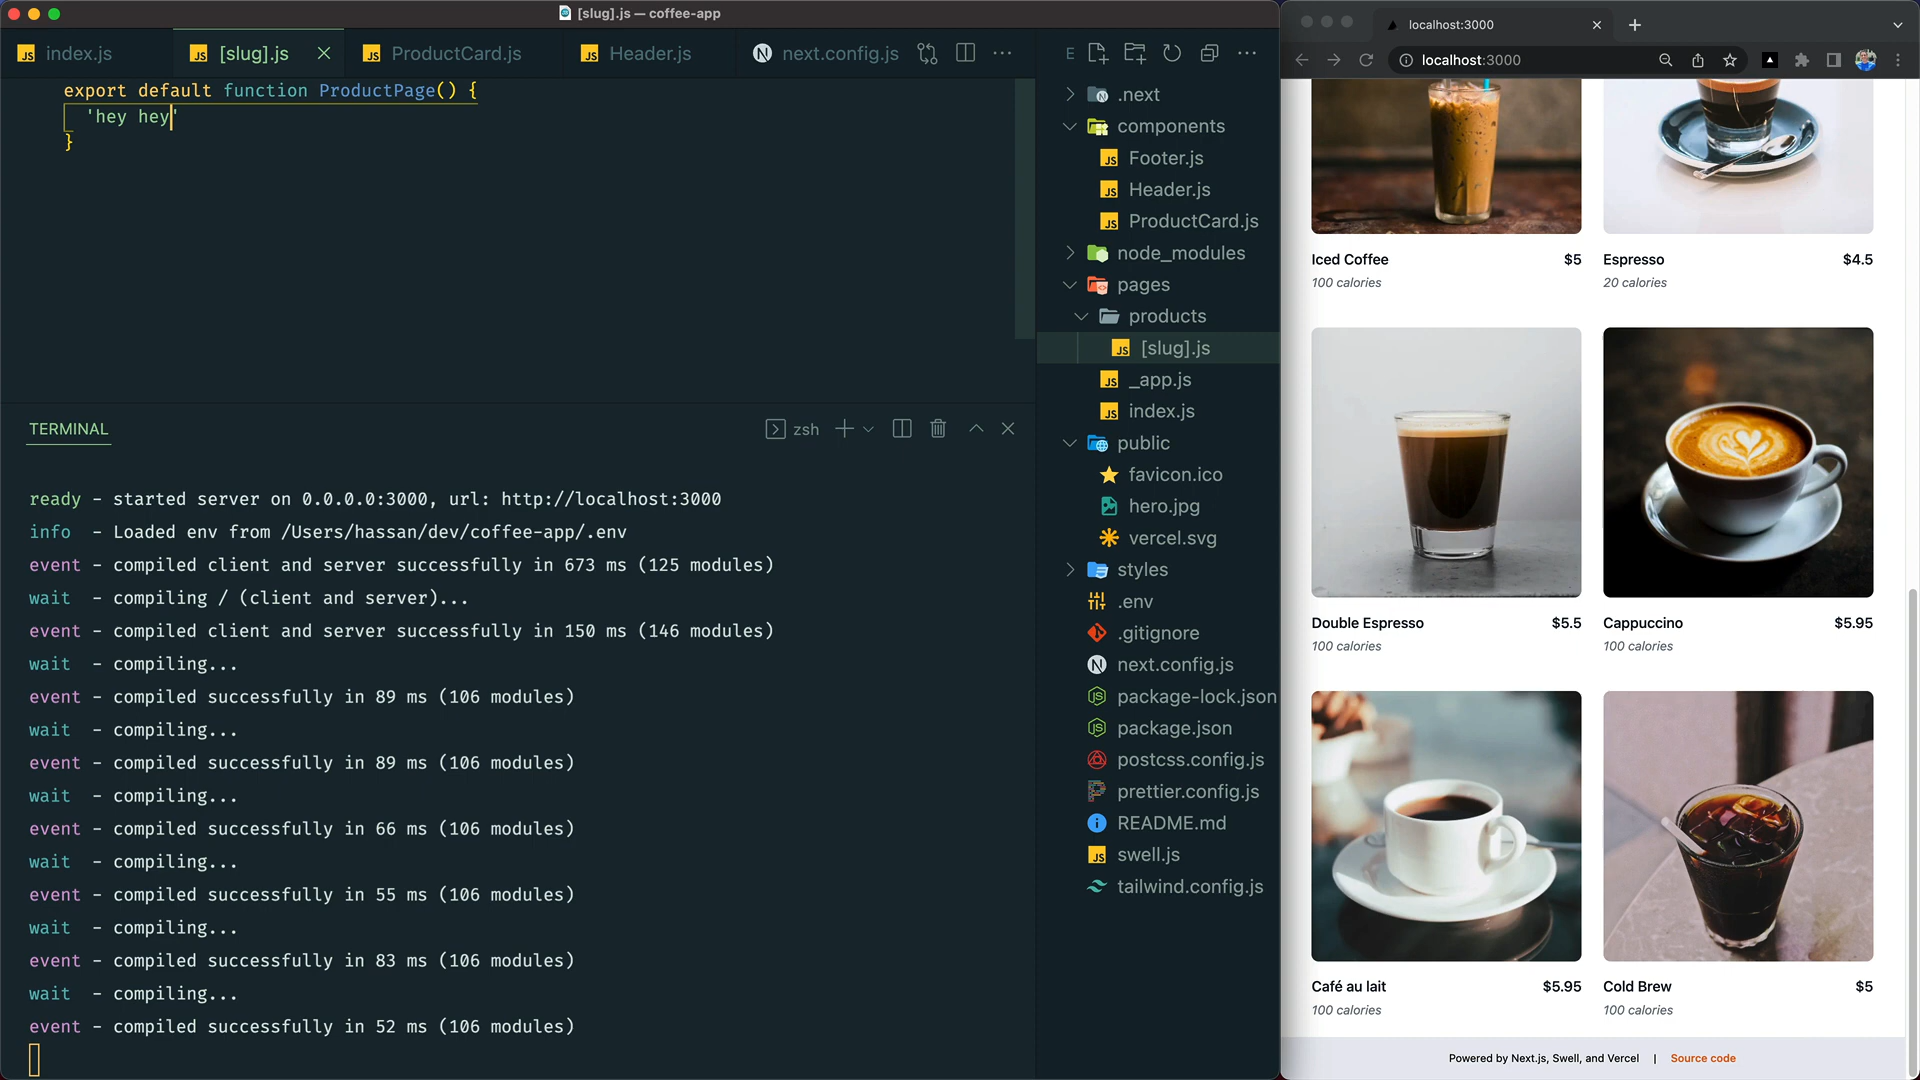 [slug].js — coffee-app
index.js
[slug].js
ProductCard.js
Header.js
next.config.js
export default function ProductPage() {
'hey hey'
}
TERMINAL
zsh
ready - started server on 0.0.0.0:3000, url: http://localhost:3000
info - Loaded env from /Users/hassan/dev/coffee-app/.env
event - compiled client and server successfully in 673 ms (125 modules)
wait - compiling / (client and server)...
event - compiled client and server successfully in 150 ms (146 modules)
wait - compiling...
event - compiled successfully in 89 ms (106 modules)
wait - compiling...
event - compiled successfully in 89 ms (106 modules)
wait - compiling...
event - compiled successfully in 66 ms (106 modules)
wait - compiling...
event - compiled successfully in 55 ms (106 modules)
wait - compiling...
event - compiled successfully in 83 ms (106 modules)
wait - compiling...
event - compiled successfully in 52 ms (106 modules)
E
.next
components
Footer.js
Header.js
ProductCard.js
node_modules
pages
products
[slug].js
_app.js
index.js
public
favicon.ico
hero.jpg
vercel.svg
styles
.env
.gitignore
next.config.js
package-lock.json
package.json
postcss.config.js
prettier.config.js
README.md
swell.js
tailwind.config.js
localhost:3000
localhost:3000
Iced Coffee $5
100 calories
Espresso $4.5
20 calories
Double Espresso $5.5
100 calories
Cappuccino $5.95
100 calories
Café au lait $5.95
100 calories
Cold Brew $5
100 calories
Powered by Next.js, Swell, and Vercel | Source code